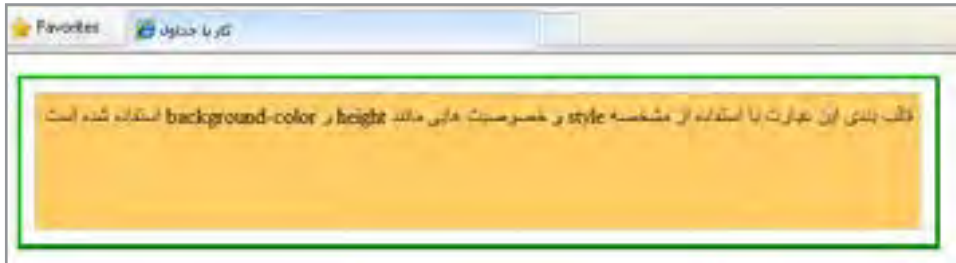 Favorites
کار با جداول
قالب بندی این عبارت با استفاده از مشخصه style و خصوصیت هایی مانند height و background-color استفاده شده است